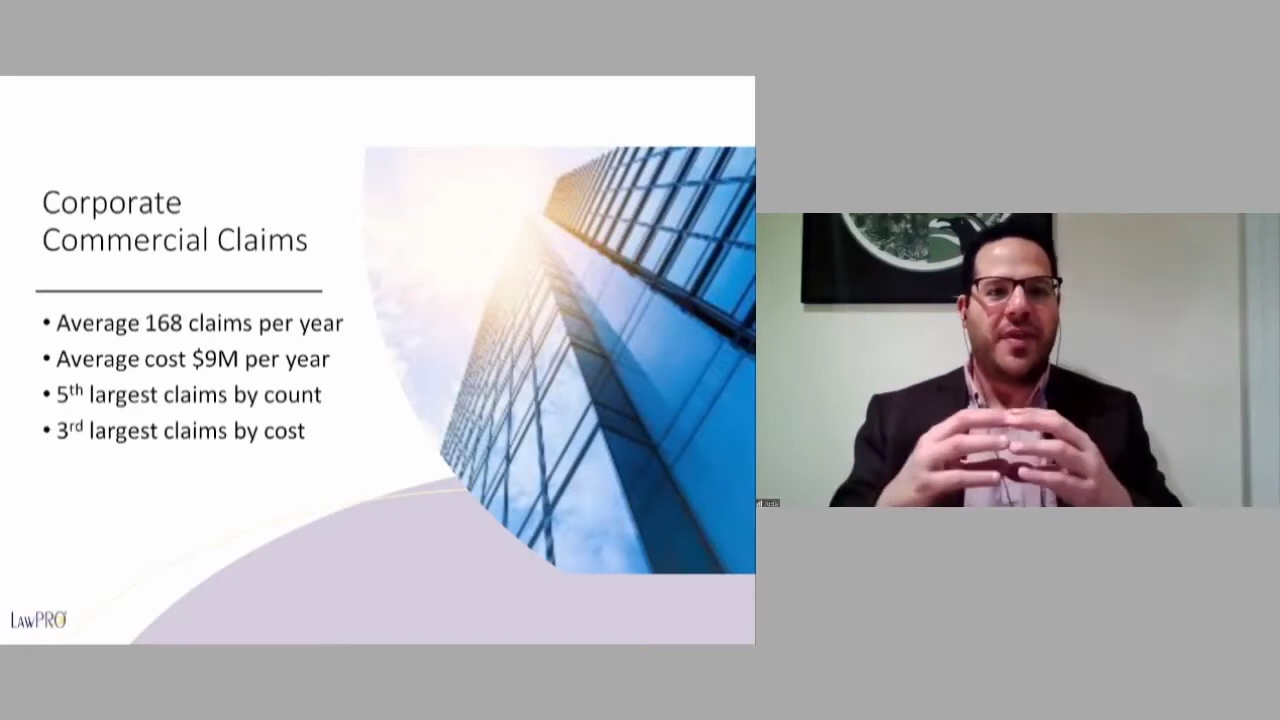 Corporate
Commercial Claims
• Average 168 claims per year
• Average cost $9M per year
• 5th largest claims by count
• 3rd largest claims by cost
LAWPRO